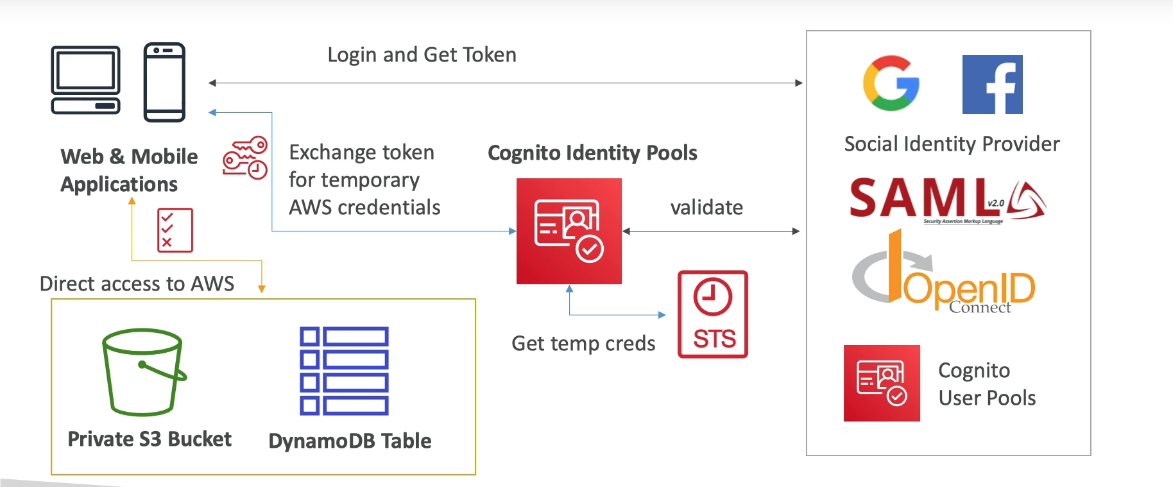 Login and Get Token
Web & Mobile
Applications
Exchange token
for temporary
AWS credentials
Cognito Identity Pools
validate
Social Identity Provider
SAML v2.0
Security Assertion Markup Language
OpenID
Connect
Direct access to AWS
Get temp creds
STS
Cognito
User Pools
Private S3 Bucket
DynamoDB Table